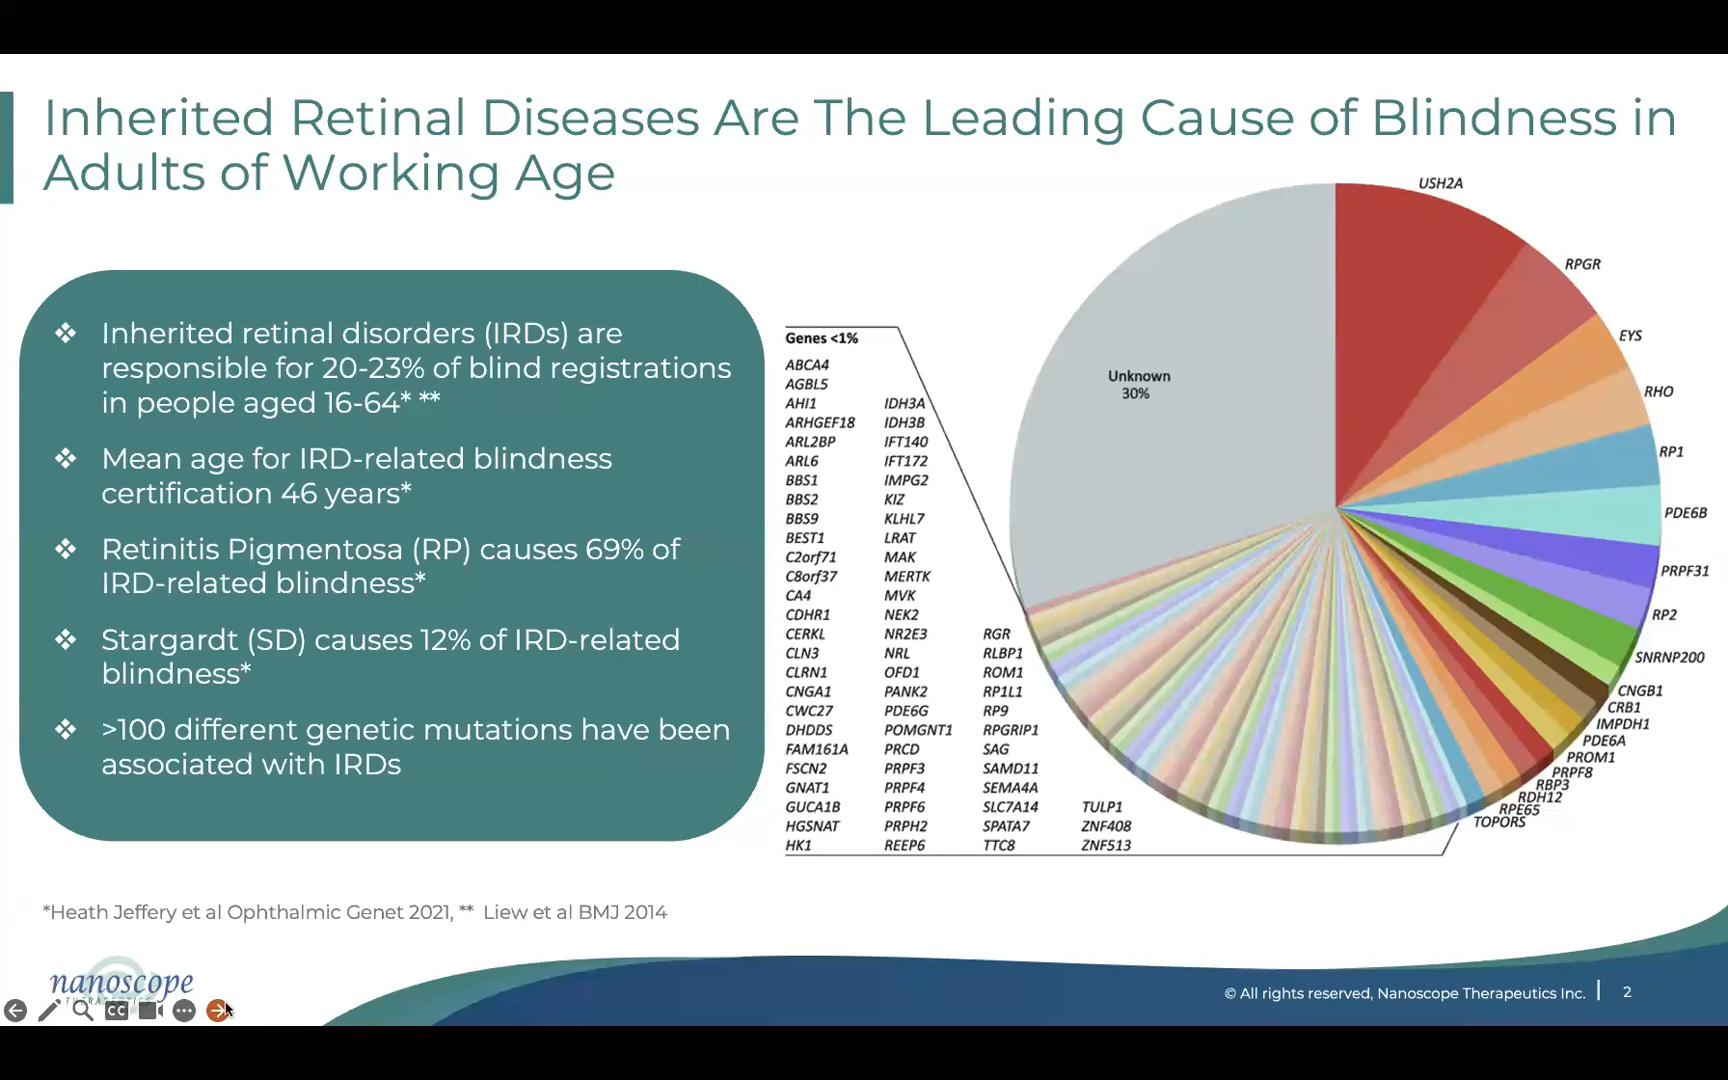 Inherited Retinal Diseases Are The Leading Cause of Blindness in
Adults of Working Age
❖ Inherited retinal disorders (IRDs) are
responsible for 20-23% of blind registrations
in people aged 16-64* **
❖ Mean age for IRD-related blindness
certification 46 years*
❖ Retinitis Pigmentosa (RP) causes 69% of
IRD-related blindness*
❖ Stargardt (SD) causes 12% of IRD-related
blindness*
❖ >100 different genetic mutations have been
associated with IRDs
Genes <1%
ABCA4
AGBL5
AHI1 IDH3A
ARHGEF18 IDH3B
ARL2BP IFT140
ARL6 IFT172
BBS1 IMPG2
BBS2 KIZ
BBS9 KLHL7
BEST1 LRAT
C2orf71 MAK
C8orf37 MERTK
CA4 MVK
CDHR1 NEK2
CERKL NR2E3 RGR
CLN3 NRL RLBP1
CLRN1 OFD1 ROM1
CNGA1 PANK2 RP1L1
CWC27 PDE6G RP9
DHDDS POMGNT1 RPGRIP1
FAM161A PRCD SAG
FSCN2 PRPF3 SAMD11
GNAT1 PRPF4 SEMA4A
GUCA1B PRPF6 SLC7A14 TULP1
HGSNAT PRPH2 SPATA7 ZNF408
HK1 REEP6 TTC8 ZNF513
Unknown
30%
USH2A
RPGR
EYS
RHO
RP1
PDE6B
PRPF31
RP2
SNRNP200
CNGB1
CRB1
IMPDH1
PDE6A
PROM1
PRPF8
RBP3
RDH12
RPE65
TOPORS
*Heath Jeffery et al Ophthalmic Genet 2021, ** Liew et al BMJ 2014
nanoscope
THERAPEUTICS
CC
© All rights reserved, Nanoscope Therapeutics Inc. | 2